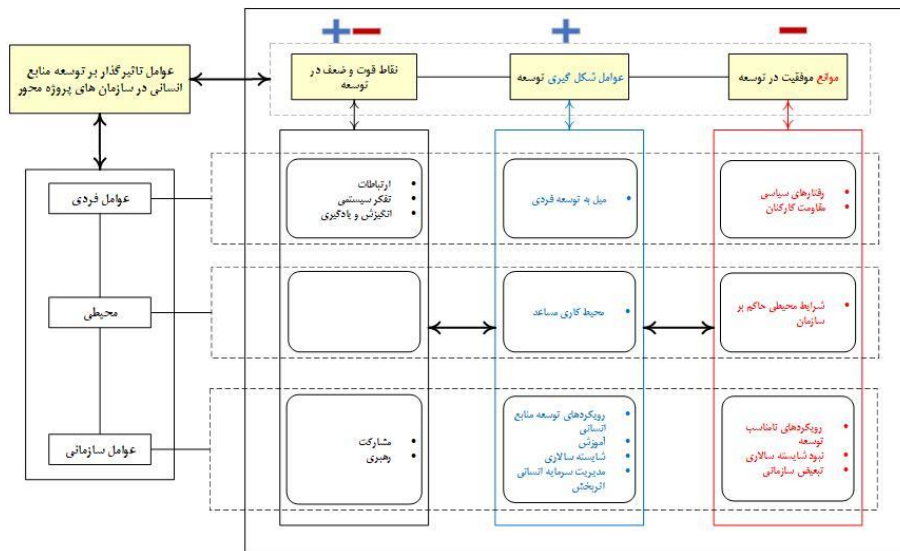 عوامل تاثیرگذار بر توسعه منابع
انسانی در سازمان های پروژه محور
نقاط قوت و ضعف در
توسعه
عوامل شکل گیری توسعه
موانع موفقیت در توسعه
عوامل فردی
ارتباطات
تفکر سیستمی
انگیزش و یادگیری
میل به توسعه فردی
رفتارهای سیاسی
مقاومت کارکنان
محیطی
محیط کاری مساعد
شرایط محیطی حاکم بر
سازمان
عوامل سازمانی
مشارکت
رهبری
رویکردهای توسعه منابع
انسانی
آموزش
شایسته سالاری
مدیریت سرمایه انسانی
اثربخش
رویکردهای نامناسب
توسعه
نبود شایسته سالاری
تبعیض سازمانی